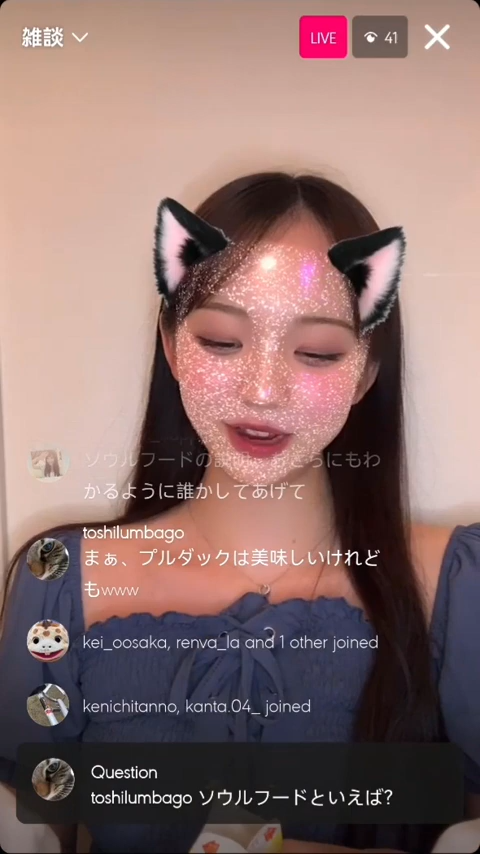 雑談
LIVE
41
ソウルフードの
にもわ
かるように誰かしてあげて
toshilumbago
まぁ、プルダックは美味しいけれど
もwww
kei_oosaka, renva_la and 1 other joined
kenichitanno, kanta.04_ joined
Question
toshilumbago ソウルフードといえば?